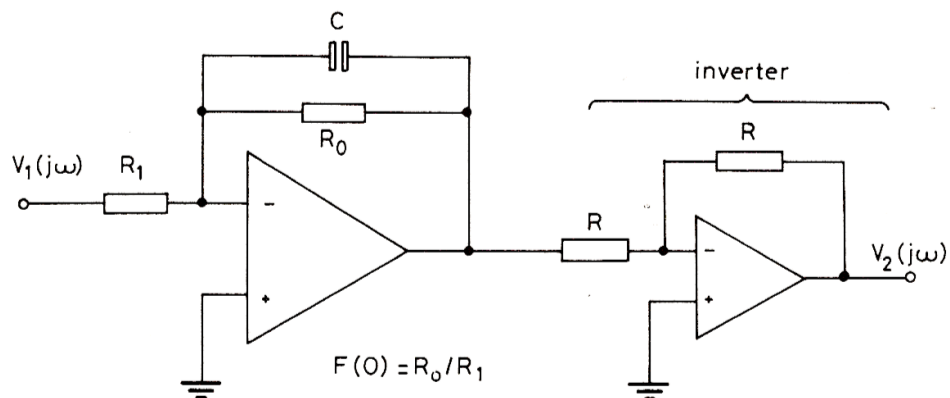 C
inverter
R₀
R
V₁(jω)
R₁
−
+
R
−
+
V₂(jω)
F(0) = R₀/R₁